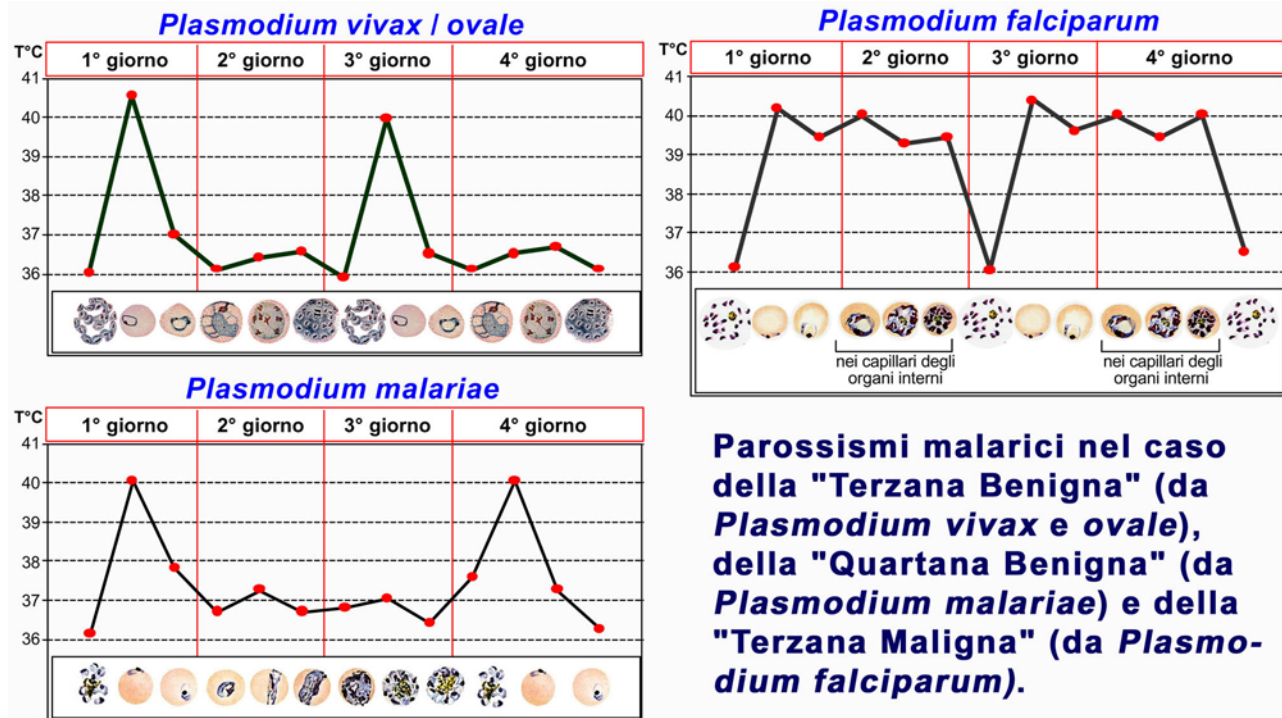 Plasmodium vivax / ovale
T°C
1° giorno 2° giorno 3° giorno 4° giorno
41
40
39
38
37
36
Plasmodium falciparum
T°C
1° giorno 2° giorno 3° giorno 4° giorno
41
40
39
38
37
36
nei capillari degli
organi interni
nei capillari degli
organi interni
Plasmodium malariae
T°C
1° giorno 2° giorno 3° giorno 4° giorno
41
40
39
38
37
36
Parossismi malarici nel caso
della "Terzana Benigna" (da
Plasmodium vivax e ovale),
della "Quartana Benigna" (da
Plasmodium malariae) e della
"Terzana Maligna" (da Plasmo-
dium falciparum).